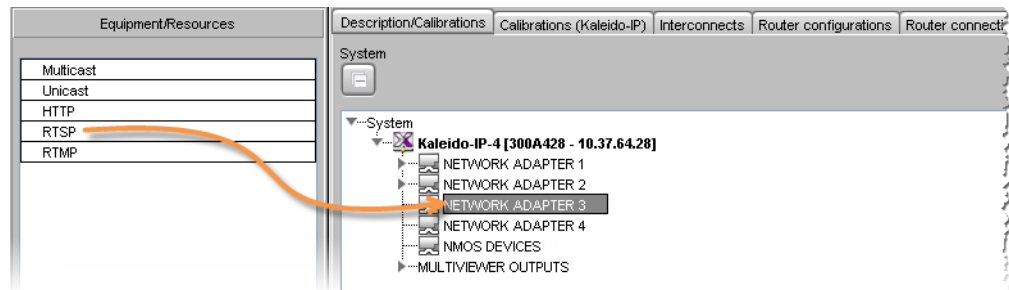 Equipment/Resources
Multicast
Unicast
HTTP
RTSP
RTMP
Description/Calibrations
Calibrations (Kaleido-IP)
Interconnects
Router configurations
Router connecti
System
System
Kaleido-IP-4 [300A428 - 10.37.64.28]
NETWORK ADAPTER 1
NETWORK ADAPTER 2
NETWORK ADAPTER 3
NETWORK ADAPTER 4
NMOS DEVICES
MULTIVIEWER OUTPUTS